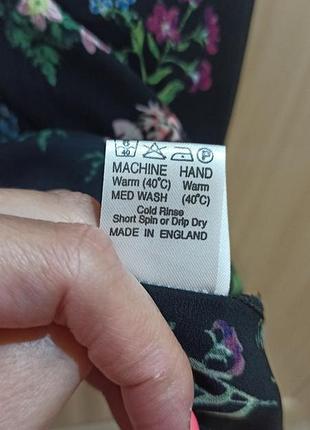 6
40
P
MACHINE HAND
Warm (40°C) Warm
MED WASH (40°C)
Cold Rinse
Short Spin or Drip Dry
MADE IN ENGLAND